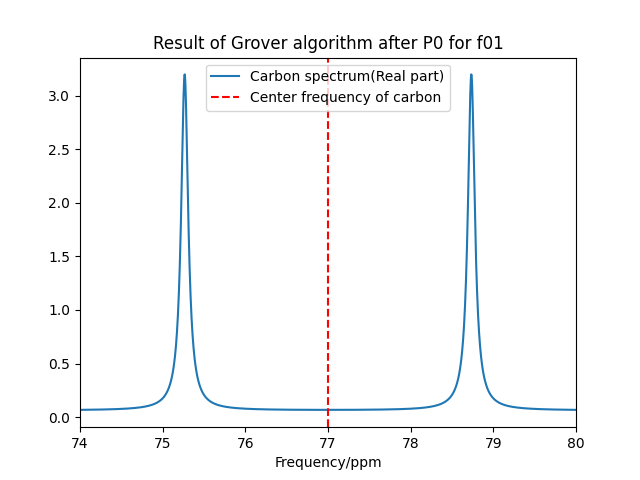 Result of Grover algorithm after P0 for f01
Carbon spectrum(Real part)
Center frequency of carbon
3.0
2.5
2.0
1.5
1.0
0.5
0.0
74 75 76 77 78 79 80
Frequency/ppm